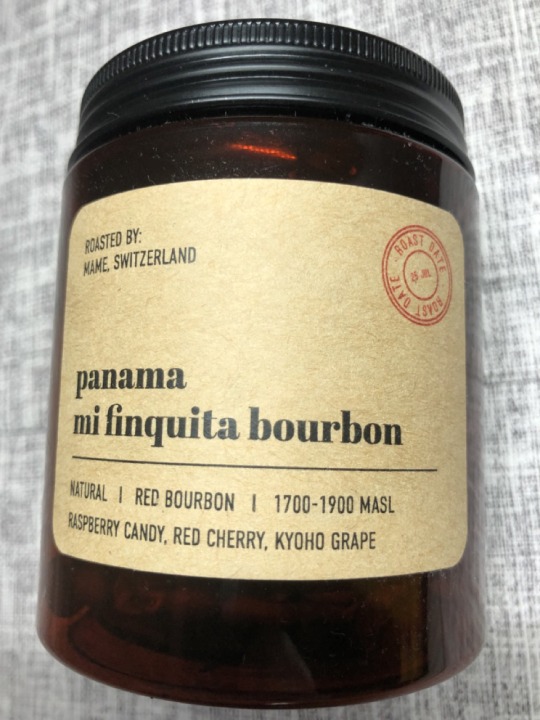 ROASTED BY:
MAME, SWITZERLAND
ROAST DATE
15 JUL
ROAST DATE
panama
mi finquita bourbon
NATURAL | RED BOURBON | 1700-1900 MASL
RASPBERRY CANDY, RED CHERRY, KYOHO GRAPE